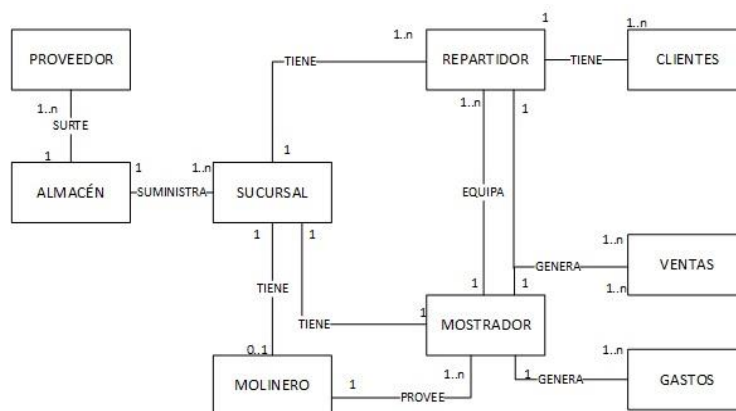 1
1..n
1..n
PROVEEDOR
TIENE
REPARTIDOR
TIENE
CLIENTES
1..n
1..n
1
SURTE
1
1
1
1..n
ALMACÉN
SUMINISTRA
SUCURSAL
EQUIPA
1
1
1..n
GENERA
VENTAS
TIENE
1
1
1..n
1
MOSTRADOR
TIENE
0..1
1..n
1..n
MOLINERO
1
1
GENERA
GASTOS
PROVEE